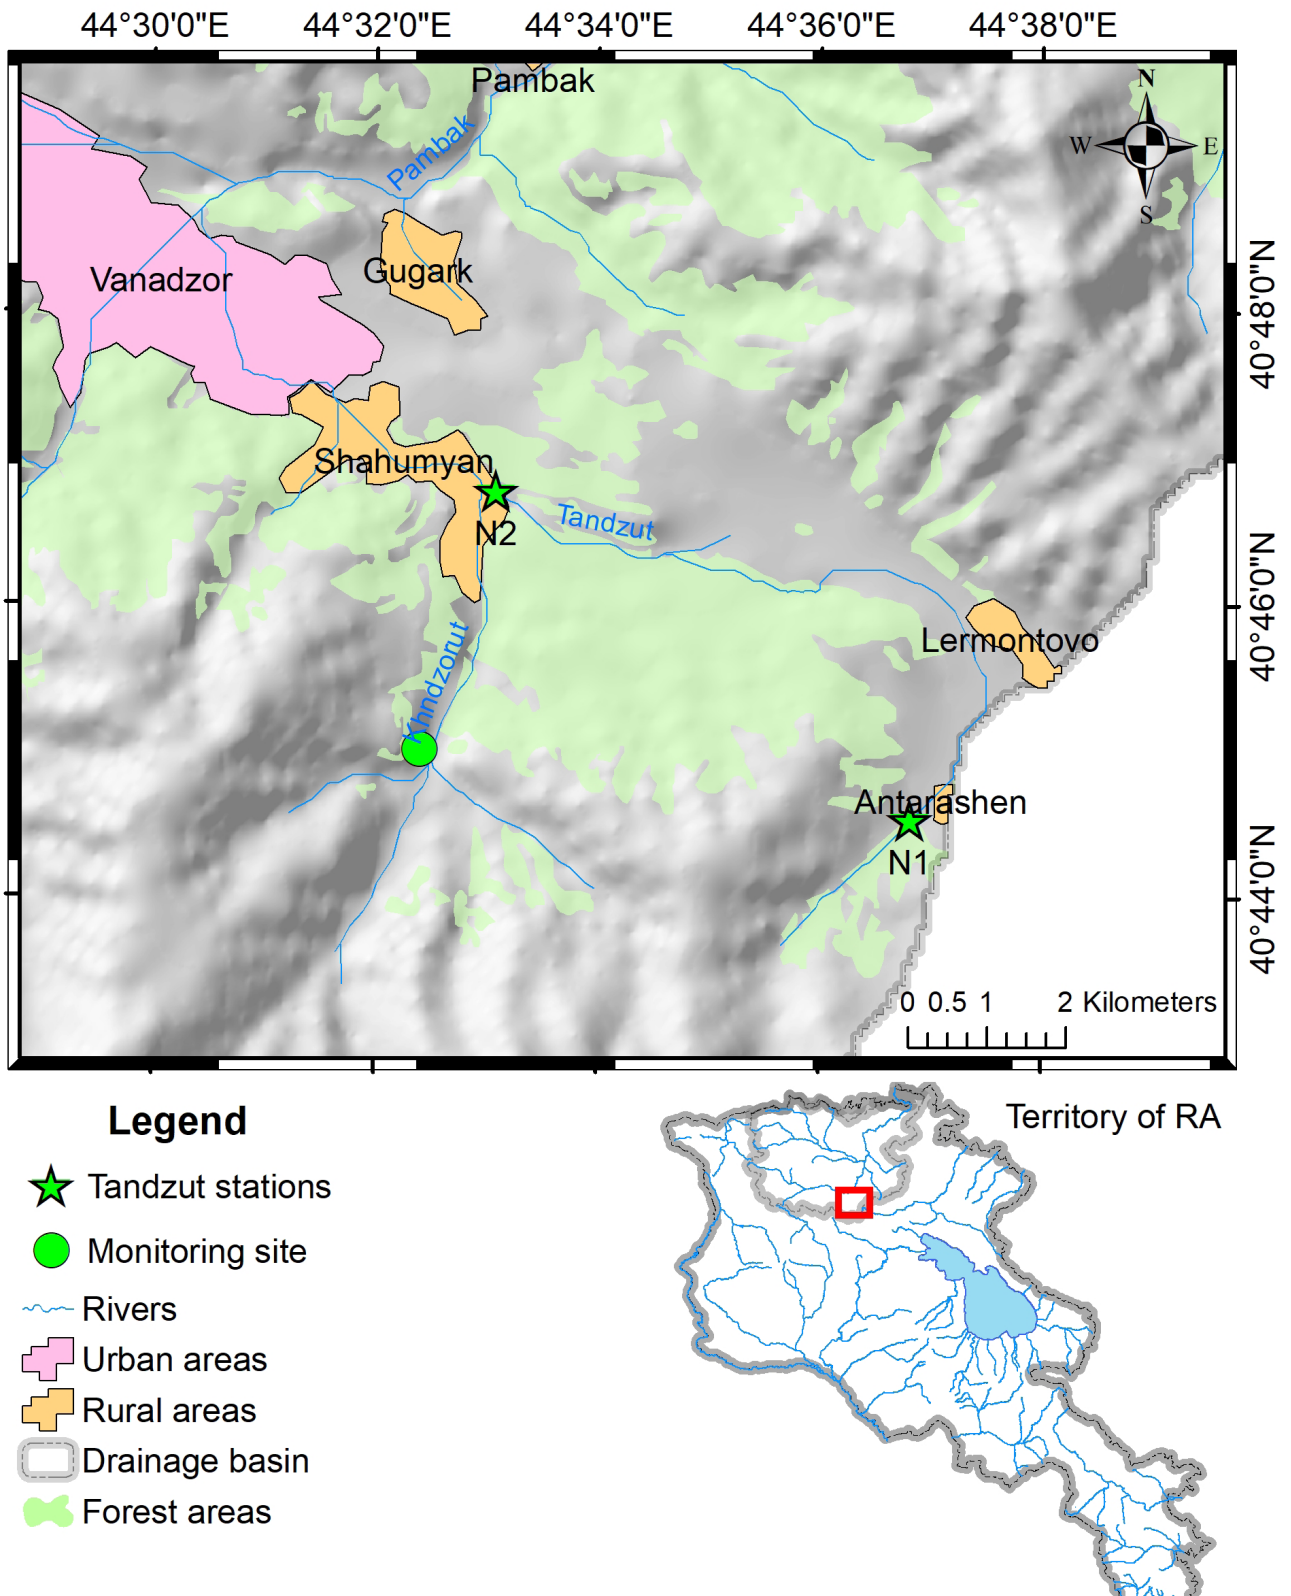 44°30'0"E 44°32'0"E 44°34'0"E 44°36'0"E 44°38'0"E
Pambak
N
W E
S
Pambak
Vanadzor
Gugark
40°48'0"N
Shahumyan
N2
Tandzut
40°46'0"N
Lermontovo
Khndzorut
Antarashen
N1
40°44'0"N
0 0.5 1 2 Kilometers
Legend
Territory of RA
Tandzut stations
Monitoring site
Rivers
Urban areas
Rural areas
Drainage basin
Forest areas